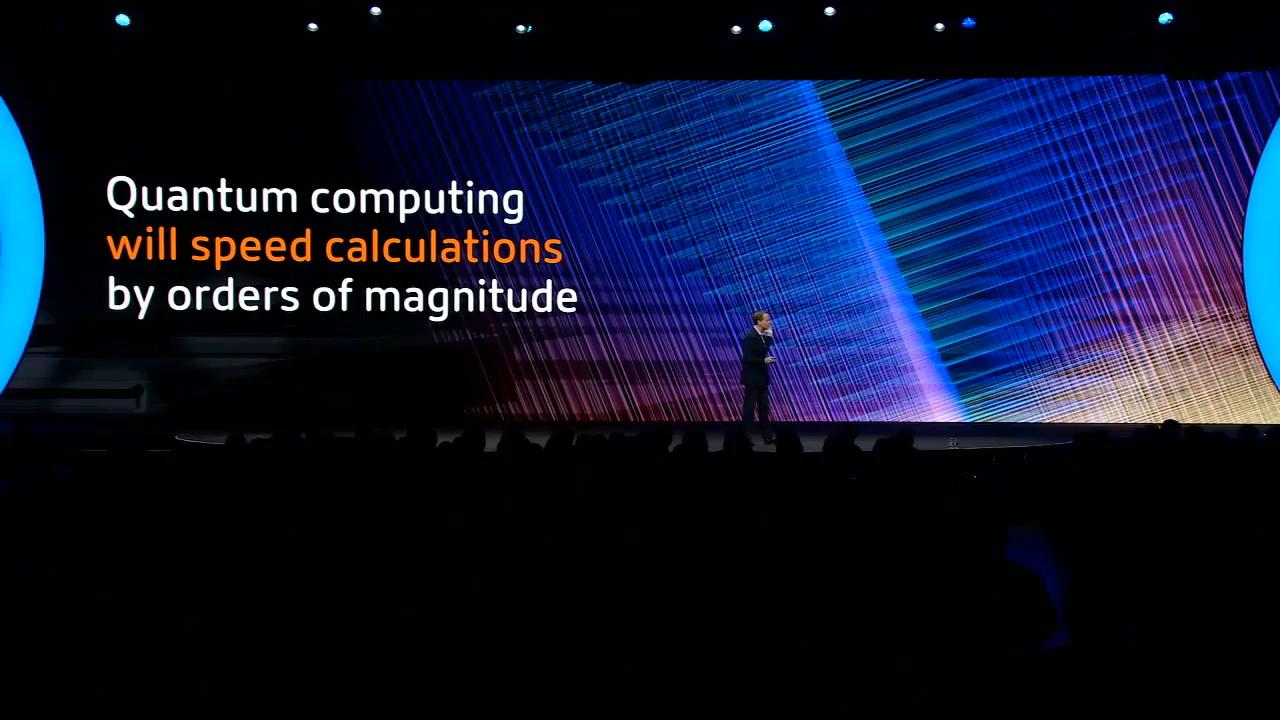 Quantum computing
will speed calculations
by orders of magnitude